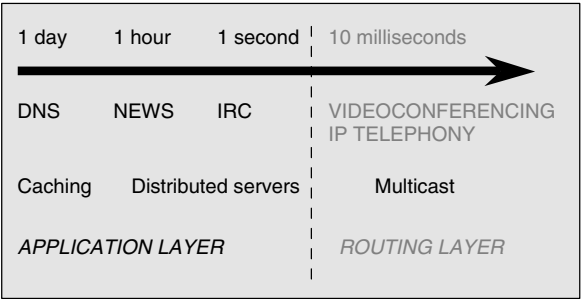 1 day 1 hour 1 second 10 milliseconds
DNS NEWS IRC VIDEOCONFERENCING
IP TELEPHONY
Caching Distributed servers Multicast
APPLICATION LAYER ROUTING LAYER